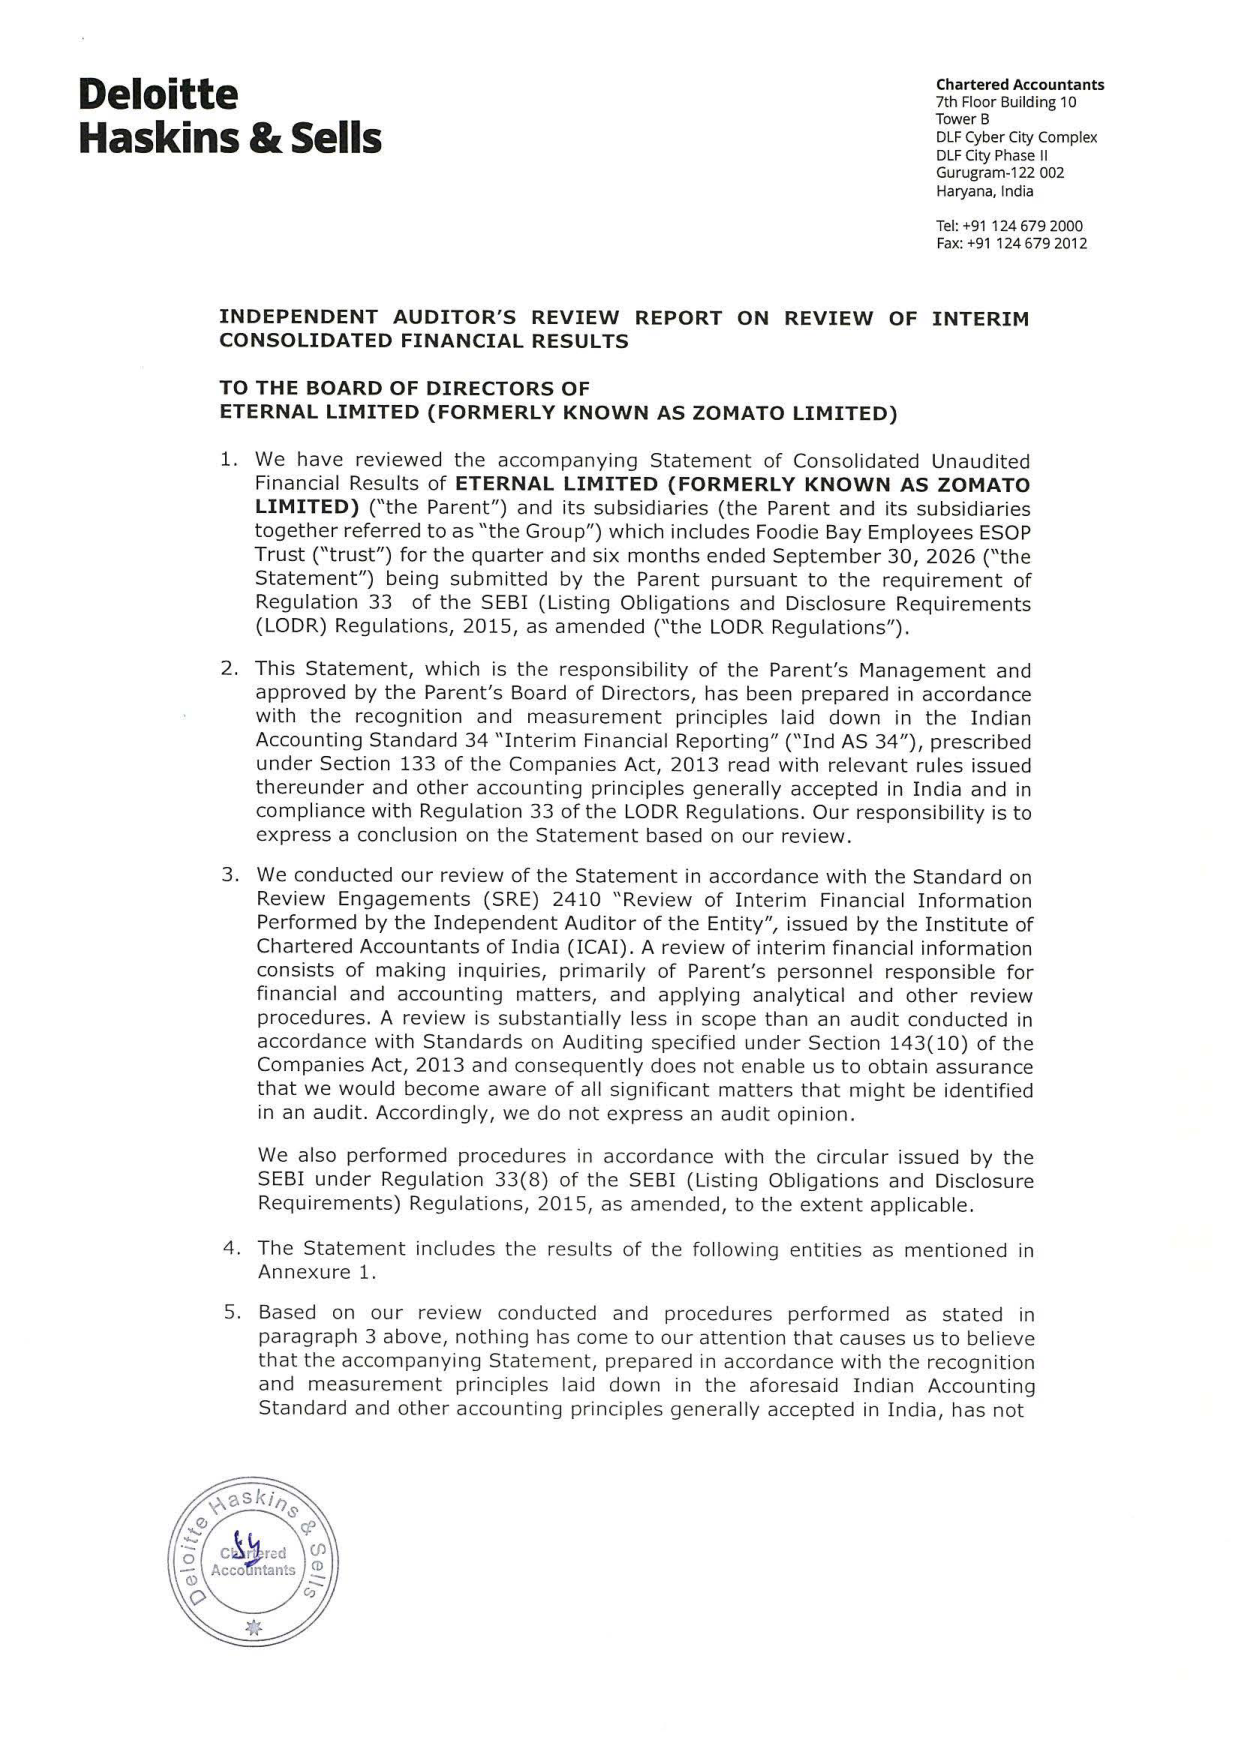 Deloitte
Haskins & Sells
Chartered Accountants
7th Floor Building 10
Tower B
DLF Cyber City Complex
DLF City Phase II
Gurugram-122 002
Haryana, India
Tel: +91 124 679 2000
Fax: +91 124 679 2012
INDEPENDENT AUDITOR'S REVIEW REPORT ON REVIEW OF INTERIM
CONSOLIDATED FINANCIAL RESULTS
TO THE BOARD OF DIRECTORS OF
ETERNAL LIMITED (FORMERLY KNOWN AS ZOMATO LIMITED)
1. We have reviewed the accompanying Statement of Consolidated Unaudited
Financial Results of ETERNAL LIMITED (FORMERLY KNOWN AS ZOMATO
LIMITED) ("the Parent") and its subsidiaries (the Parent and its subsidiaries
together referred to as "the Group") which includes Foodie Bay Employees ESOP
Trust ("trust") for the quarter and six months ended September 30, 2026 ("the
Statement") being submitted by the Parent pursuant to the requirement of
Regulation 33 of the SEBI (Listing Obligations and Disclosure Requirements
(LODR) Regulations, 2015, as amended ("the LODR Regulations").
2. This Statement, which is the responsibility of the Parent's Management and
approved by the Parent's Board of Directors, has been prepared in accordance
with the recognition and measurement principles laid down in the Indian
Accounting Standard 34 "Interim Financial Reporting" ("Ind AS 34"), prescribed
under Section 133 of the Companies Act, 2013 read with relevant rules issued
thereunder and other accounting principles generally accepted in India and in
compliance with Regulation 33 of the LODR Regulations. Our responsibility is to
express a conclusion on the Statement based on our review.
3. We conducted our review of the Statement in accordance with the Standard on
Review Engagements (SRE) 2410 "Review of Interim Financial Information
Performed by the Independent Auditor of the Entity", issued by the Institute of
Chartered Accountants of India (ICAI). A review of interim financial information
consists of making inquiries, primarily of Parent's personnel responsible for
financial and accounting matters, and applying analytical and other review
procedures. A review is substantially less in scope than an audit conducted in
accordance with Standards on Auditing specified under Section 143(10) of the
Companies Act, 2013 and consequently does not enable us to obtain assurance
that we would become aware of all significant matters that might be identified
in an audit. Accordingly, we do not express an audit opinion.
We also performed procedures in accordance with the circular issued by the
SEBI under Regulation 33(8) of the SEBI (Listing Obligations and Disclosure
Requirements) Regulations, 2015, as amended, to the extent applicable.
4. The Statement includes the results of the following entities as mentioned in
Annexure 1.
5. Based on our review conducted and procedures performed as stated in
paragraph 3 above, nothing has come to our attention that causes us to believe
that the accompanying Statement, prepared in accordance with the recognition
and measurement principles laid down in the aforesaid Indian Accounting
Standard and other accounting principles generally accepted in India, has not
Deloitte Haskins & Sells
Chartered
Accountants